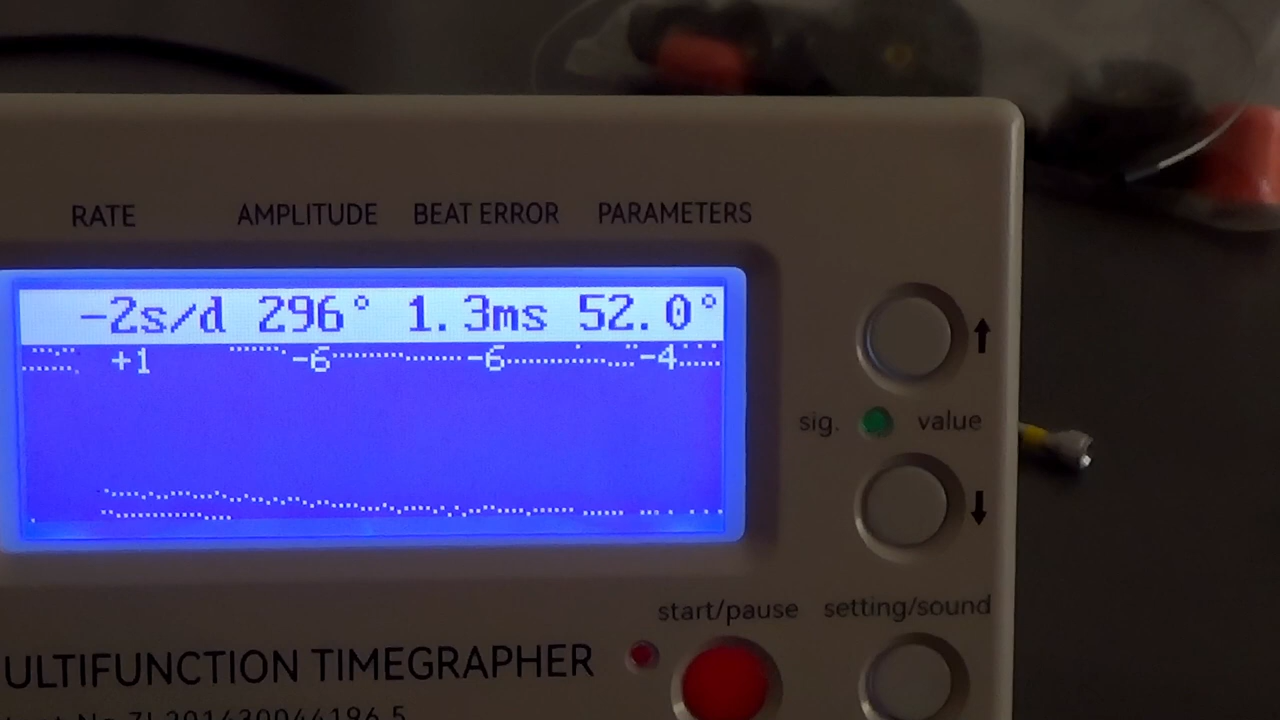 RATE AMPLITUDE BEAT ERROR PARAMETERS
-2s/d 296° 1.3ms 52.0°
+1 -6 -6 -4
sig. value
start/pause setting/sound
ULTIFUNCTION TIMEGRAPHER